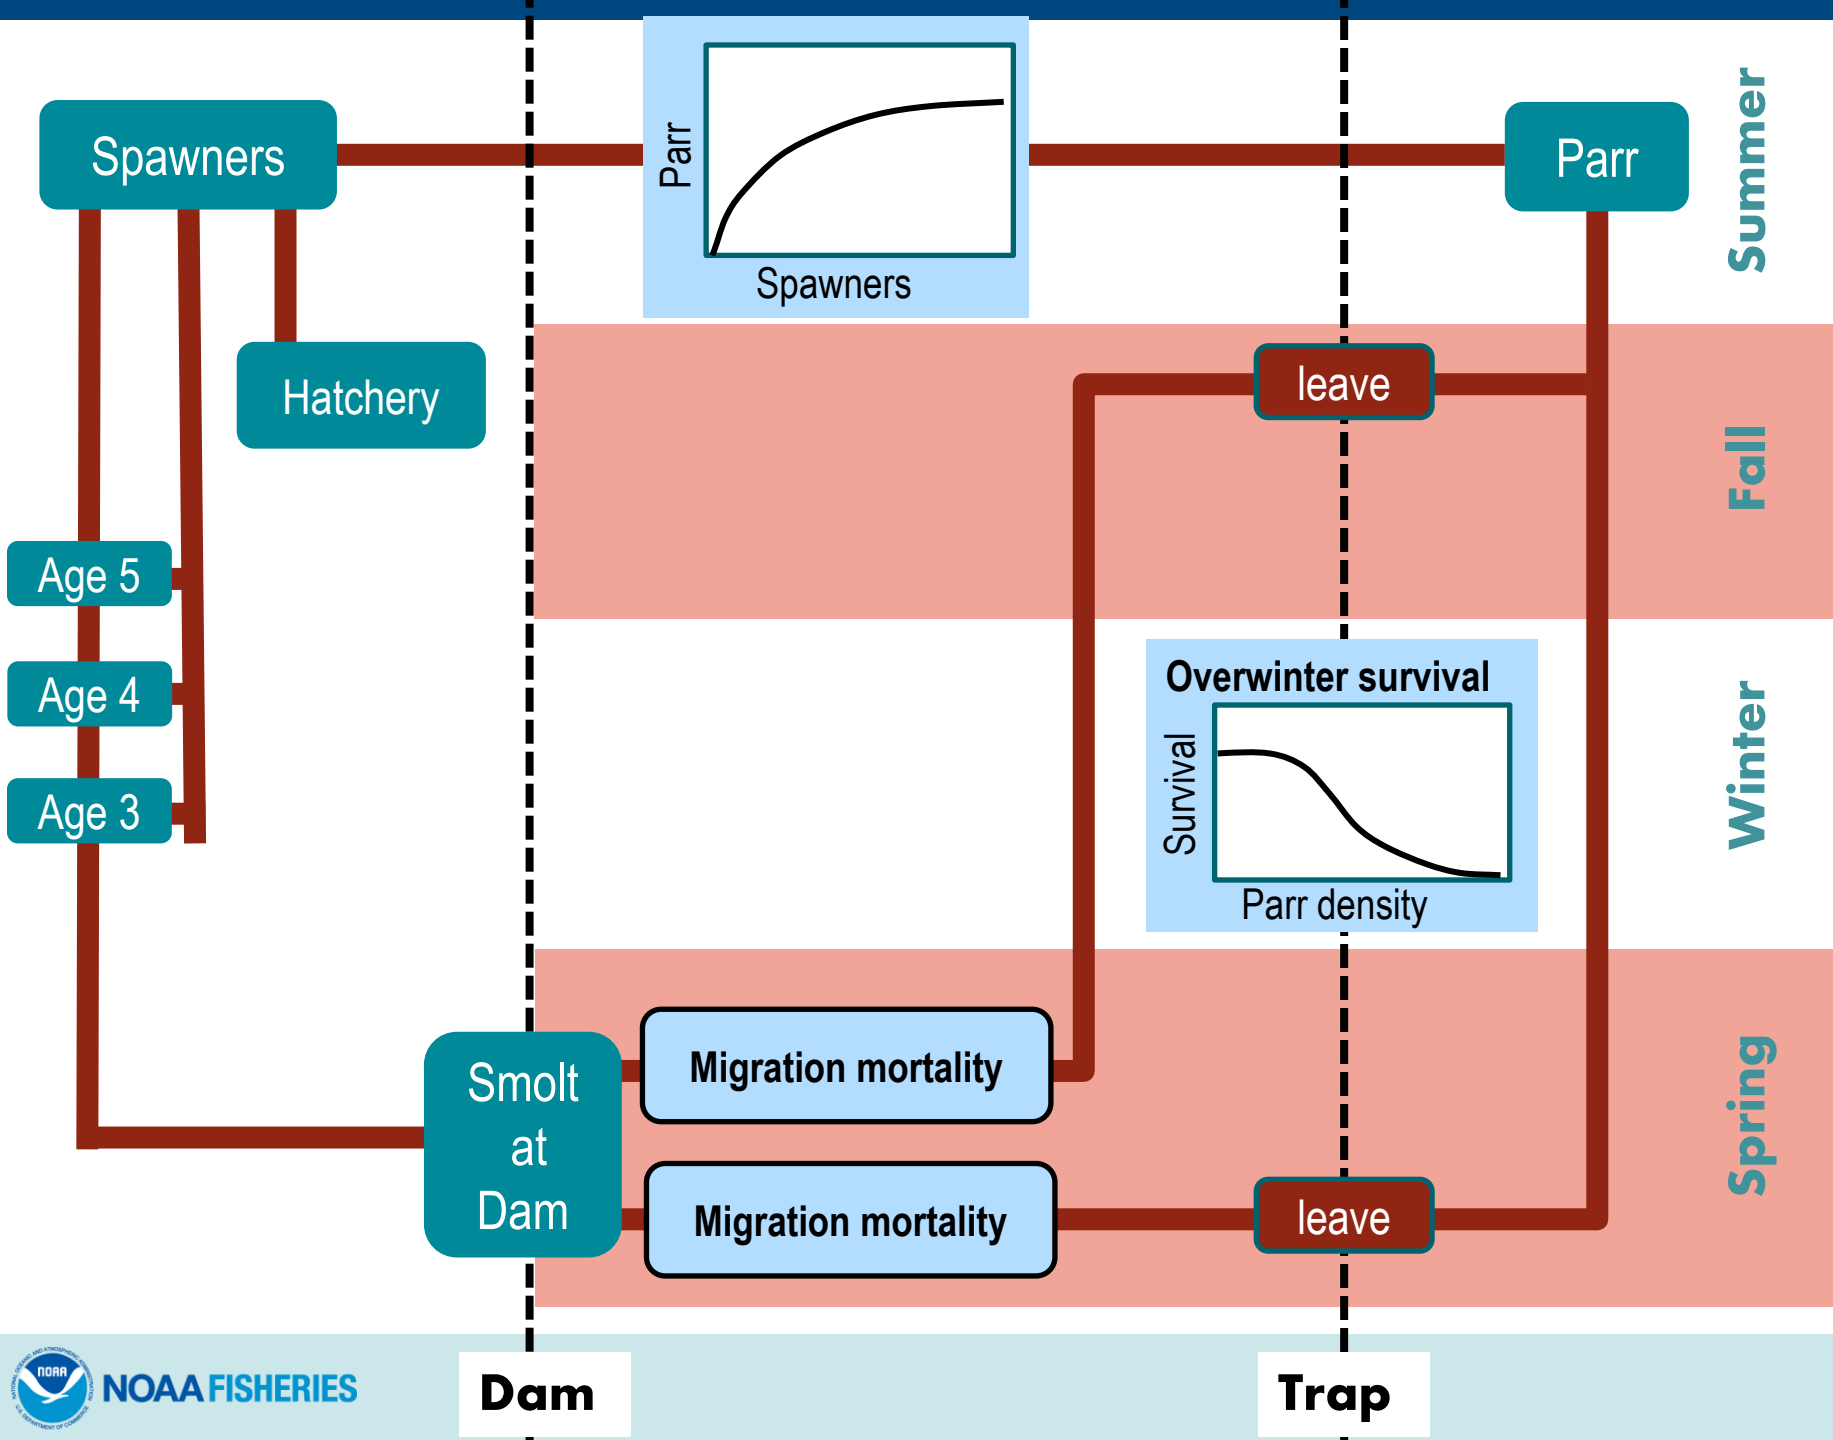 Spawners
Parr
Spawners
Parr
Summer
Hatchery
leave
Fall
Age 5
Age 4
Age 3
Overwinter survival
Survival
Parr density
Winter
Migration mortality
Smolt
at
Dam
Migration mortality
leave
Spring
NOAA
NOAA FISHERIES
Dam
Trap